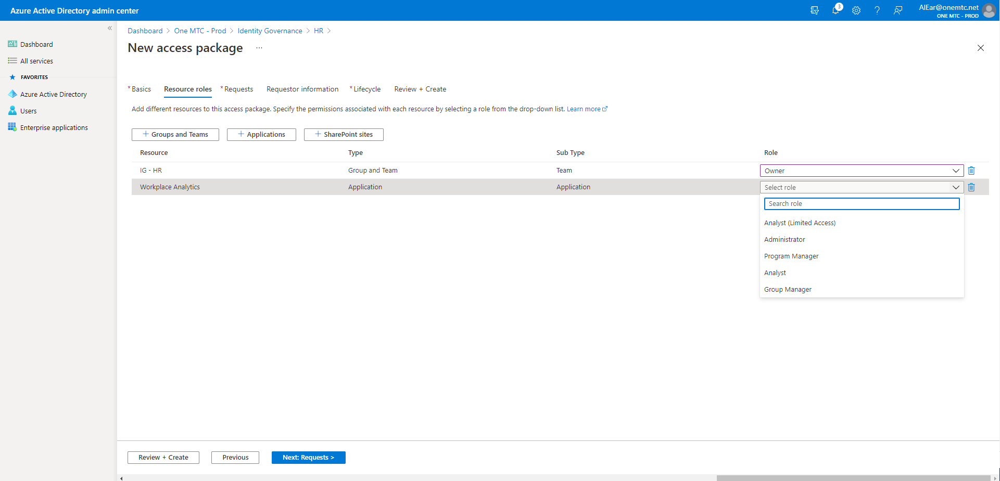 Azure Active Directory admin center
3
AlEar@onemtc.net
ONE MTC - PROD
Dashboard
All services
FAVORITES
Azure Active Directory
Users
Enterprise applications
Dashboard > One MTC - Prod > Identity Governance > HR >
New access package ...
* Basics Resource roles * Requests Requestor information * Lifecycle Review + Create
Add different resources to this access package. Specify the permissions associated with each resource by selecting a role from the drop-down list. Learn more
+ Groups and Teams + Applications + SharePoint sites
Resource Type Sub Type Role
IG - HR Group and Team Team Owner
Workplace Analytics Application Application Select role
Search role
Analyst (Limited Access)
Administrator
Program Manager
Analyst
Group Manager
Review + Create Previous Next: Requests >